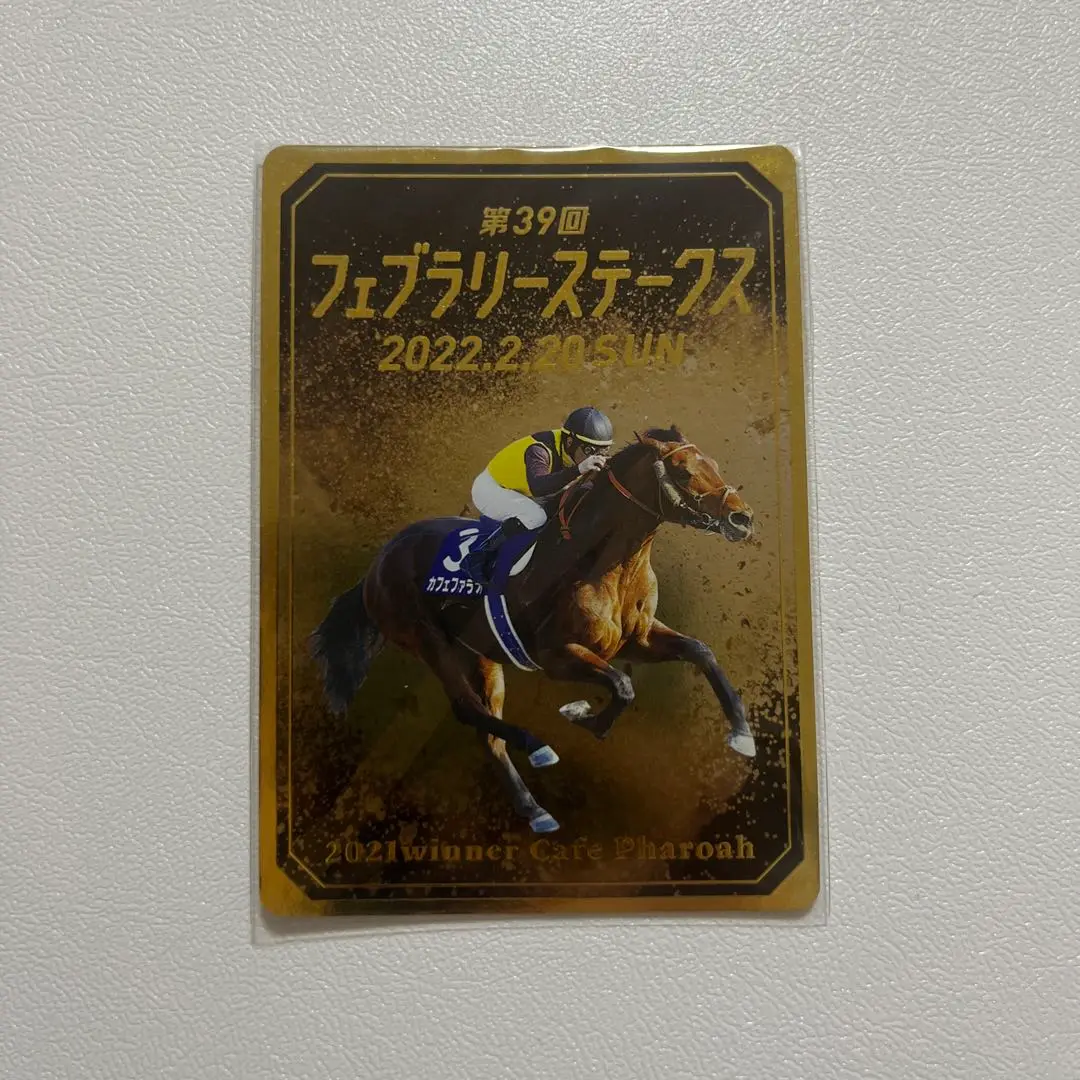 第39回
フェブラリーステークス
2022.2.20 SUN
3
カフェファラオ
2021winner Cafe Pharoah